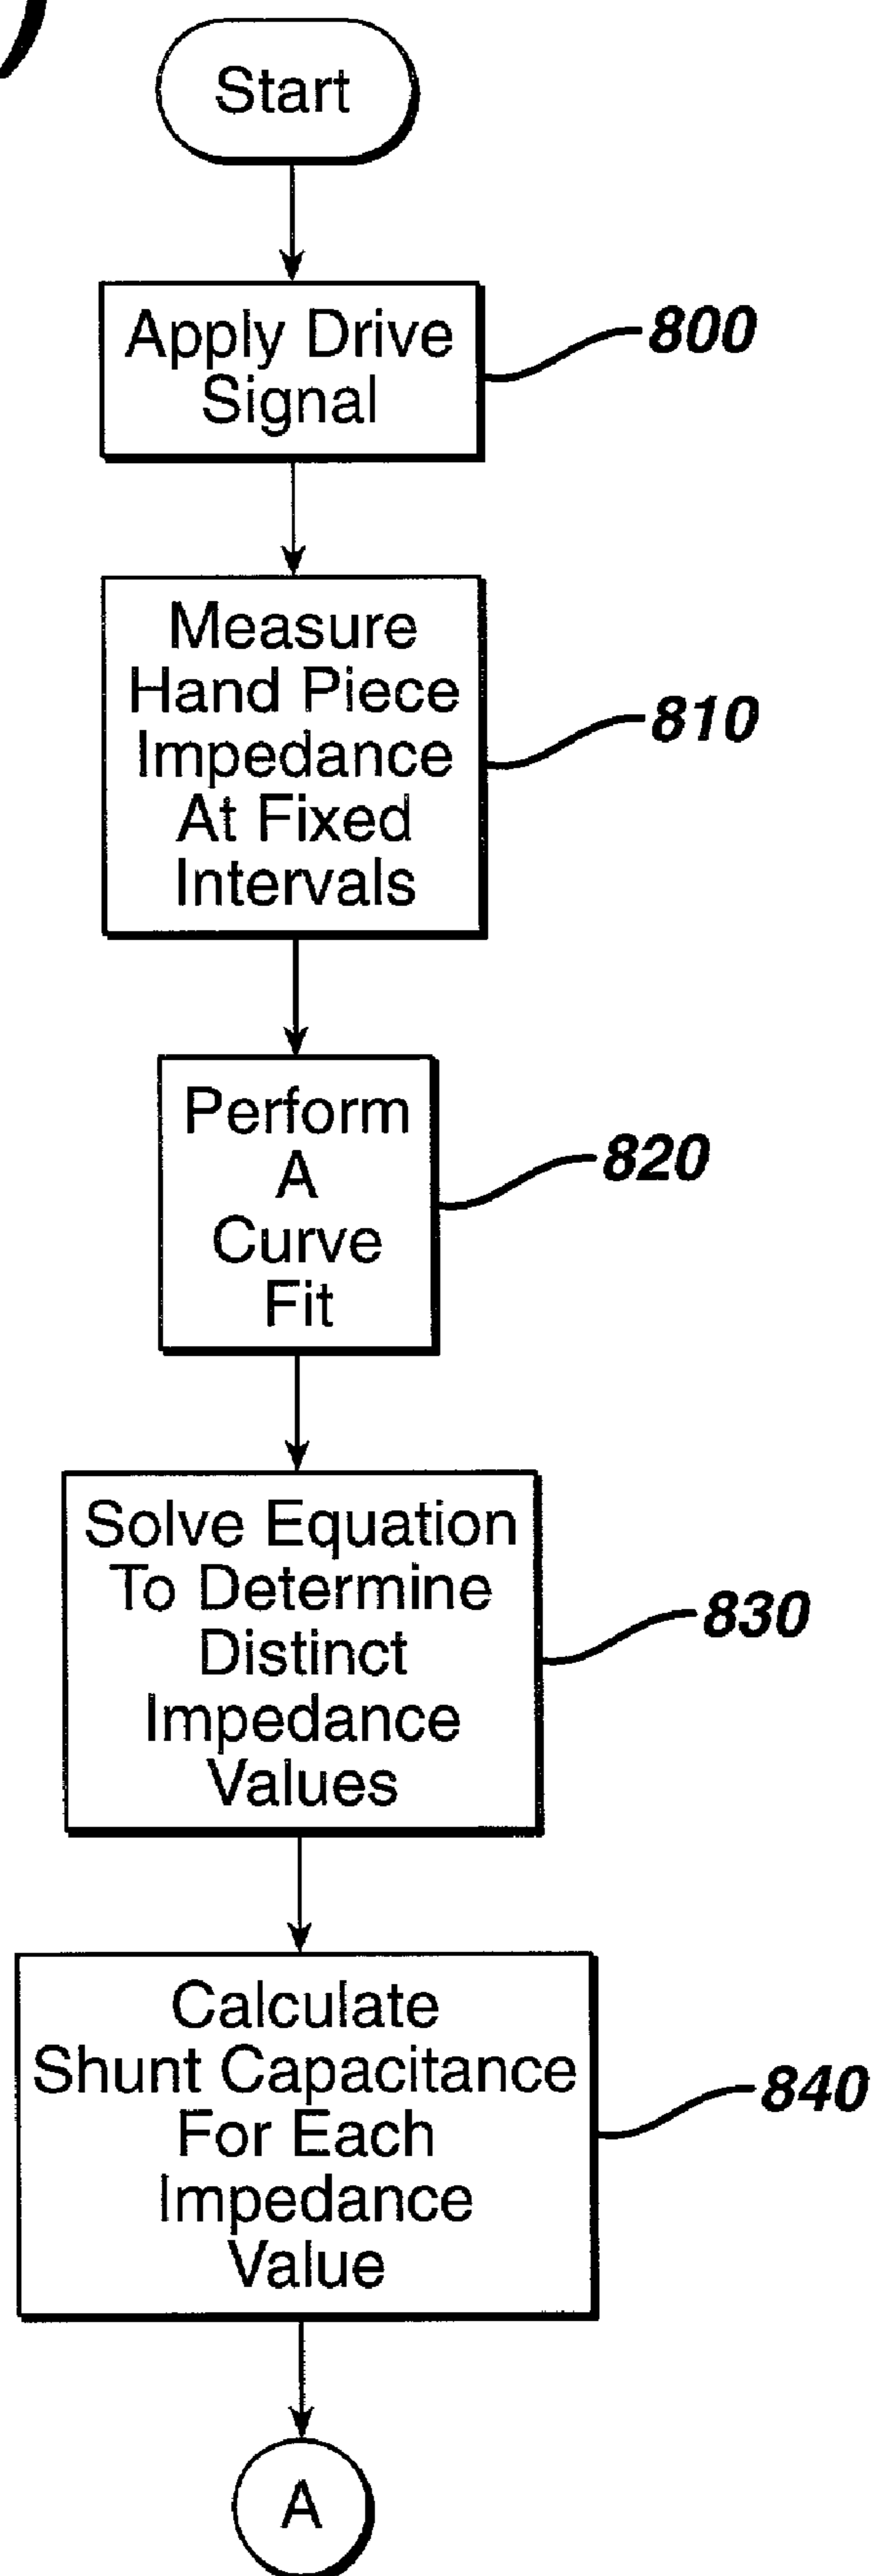 )
Start
Apply Drive
Signal
800
Measure
Hand Piece
Impedance
At Fixed
Intervals
810
Perform
A
Curve
Fit
820
Solve Equation
To Determine
Distinct
Impedance
Values
830
Calculate
Shunt Capacitance
For Each
Impedance
Value
840
A